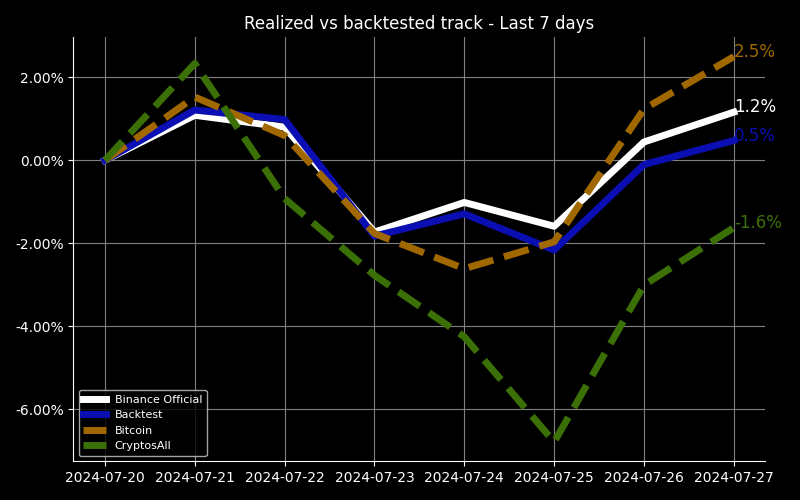 Realized vs backtested track - Last 7 days
2.00%
0.00%
-2.00%
-4.00%
-6.00%
2.5%
1.2%
0.5%
-1.6%
Binance Official
Backtest
Bitcoin
CryptosAll
2024-07-20 2024-07-21 2024-07-22 2024-07-23 2024-07-24 2024-07-25 2024-07-26 2024-07-27